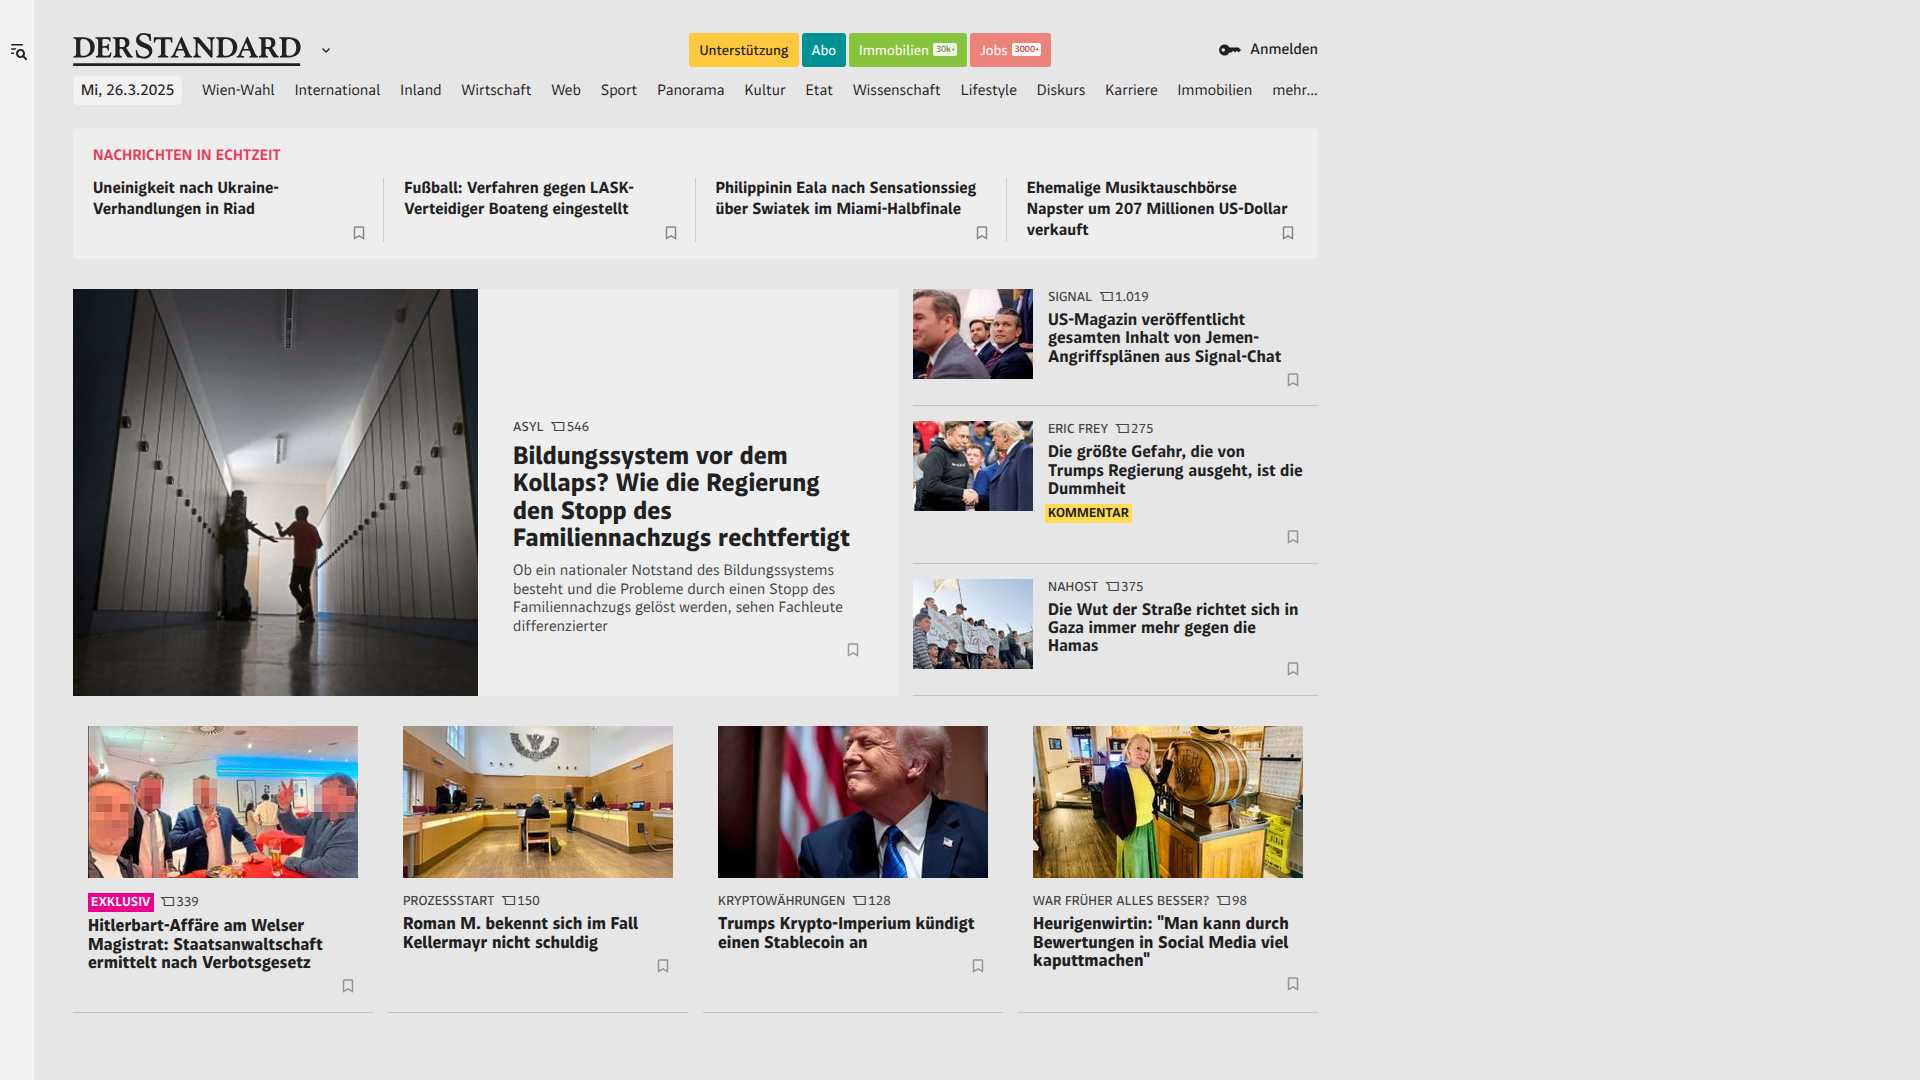 DERSTANDARD
Unterstützung
Abo
Immobilien 30k+
Jobs 3000+
Anmelden
Mi, 26.3.2025
Wien-Wahl
International
Inland
Wirtschaft
Web
Sport
Panorama
Kultur
Etat
Wissenschaft
Lifestyle
Diskurs
Karriere
Immobilien
mehr...
NACHRICHTEN IN ECHTZEIT
Uneinigkeit nach Ukraine-
Verhandlungen in Riad
Fußball: Verfahren gegen LASK-
Verteidiger Boateng eingestellt
Philippinin Eala nach Sensationssieg
über Swiatek im Miami-Halbfinale
Ehemalige Musiktauschbörse
Napster um 207 Millionen US-Dollar
verkauft
ASYL 546
Bildungssystem vor dem
Kollaps? Wie die Regierung
den Stopp des
Familiennachzugs rechtfertigt
Ob ein nationaler Notstand des Bildungssystems
besteht und die Probleme durch einen Stopp des
Familiennachzugs gelöst werden, sehen Fachleute
differenzierter
SIGNAL 1.019
US-Magazin veröffentlicht
gesamten Inhalt von Jemen-
Angriffsplänen aus Signal-Chat
ERIC FREY 275
Die größte Gefahr, die von
Trumps Regierung ausgeht, ist die
Dummheit
KOMMENTAR
NAHOST 375
Die Wut der Straße richtet sich in
Gaza immer mehr gegen die
Hamas
EXKLUSIV 339
Hitlerbart-Affäre am Welser
Magistrat: Staatsanwaltschaft
ermittelt nach Verbotsgesetz
PROZESSSTART 150
Roman M. bekennt sich im Fall
Kellermayr nicht schuldig
KRYPTOWÄHRUNGEN 128
Trumps Krypto-Imperium kündigt
einen Stablecoin an
WAR FRÜHER ALLES BESSER? 98
Heurigenwirtin: "Man kann durch
Bewertungen in Social Media viel
kaputtmachen"